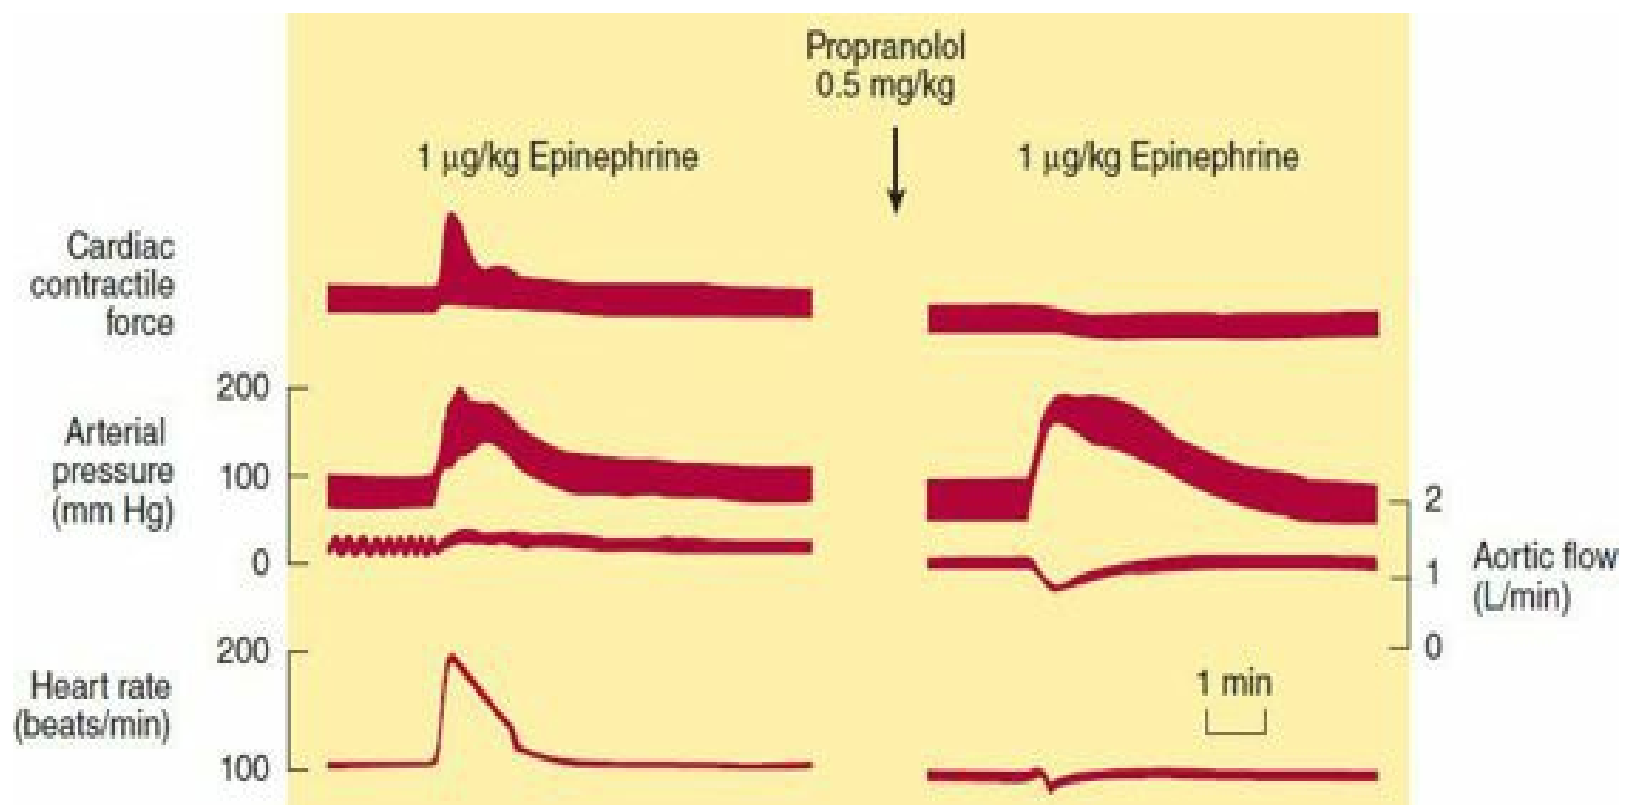 Propranolol
0.5 mg/kg
1 μg/kg Epinephrine
1 μg/kg Epinephrine
Cardiac
contractile
force
200
Arterial
pressure
(mm Hg)
100
0
2
1
0
Aortic flow
(L/min)
200
Heart rate
(beats/min)
100
1 min